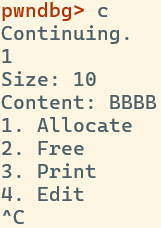 pwndbg> c
Continuing.
1
Size: 10
Content: BBBB
1. Allocate
2. Free
3. Print
4. Edit
^C